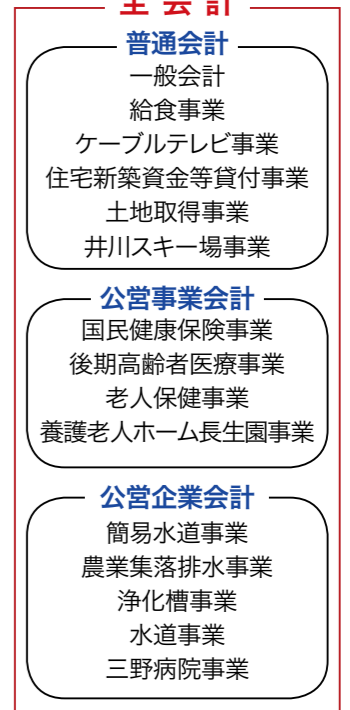 全会計
普通会計
一般会計
給食事業
ケーブルテレビ事業
住宅新築資金等貸付事業
土地取得事業
井川スキー場事業
公営事業会計
国民健康保険事業
後期高齢者医療事業
老人保健事業
養護老人ホーム長生園事業
公営企業会計
簡易水道事業
農業集落排水事業
浄化槽事業
水道事業
三野病院事業